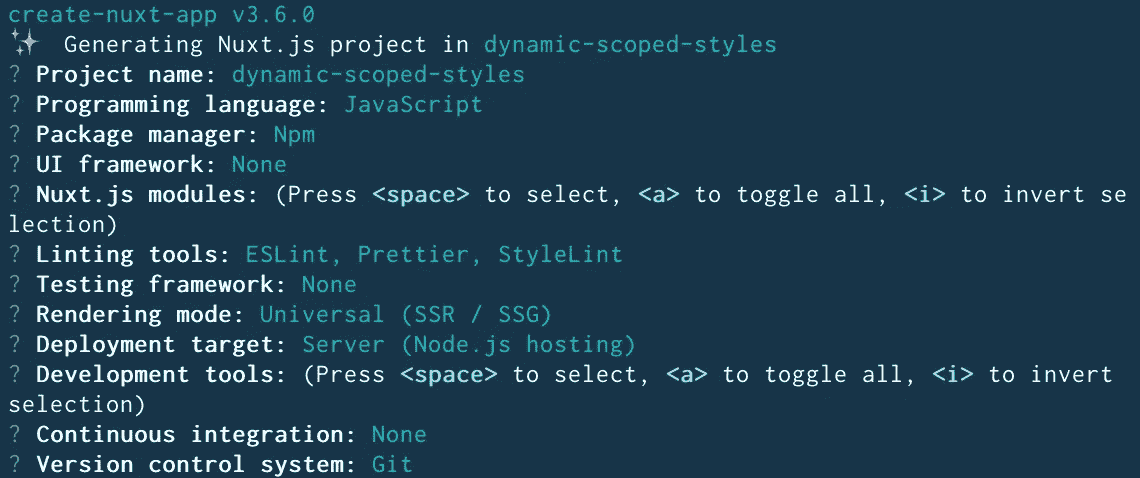 create-nuxt-app v3.6.0
✨ Generating Nuxt.js project in dynamic-scoped-styles
? Project name: dynamic-scoped-styles
? Programming language: JavaScript
? Package manager: Npm
? UI framework: None
? Nuxt.js modules: (Press <space> to select, <a> to toggle all, <i> to invert se
lection)
? Linting tools: ESLint, Prettier, StyleLint
? Testing framework: None
? Rendering mode: Universal (SSR / SSG)
? Deployment target: Server (Node.js hosting)
? Development tools: (Press <space> to select, <a> to toggle all, <i> to invert
selection)
? Continuous integration: None
? Version control system: Git